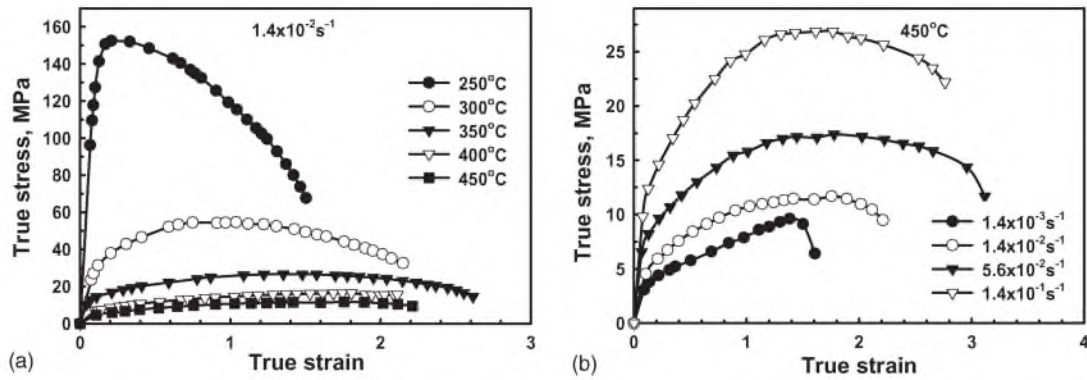 1.4x10⁻²s⁻¹
160
140
120
100
80
60
40
20
0
True stress, MPa
250°C
300°C
350°C
400°C
450°C
0 1 2 3
True strain
(a)
450°C
25
20
15
10
5
0
True stress, MPa
1.4x10⁻³s⁻¹
1.4x10⁻²s⁻¹
5.6x10⁻²s⁻¹
1.4x10⁻¹s⁻¹
0 1 2 3 4
True strain
(b)